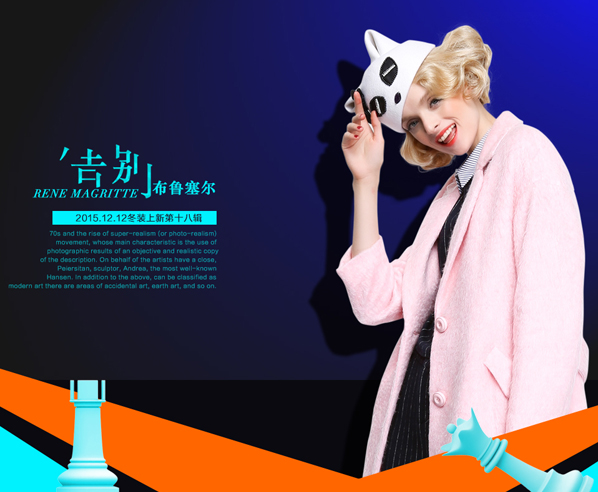 告别
RENE MAGRITTE
布鲁塞尔
2015.12.12冬装上新第十八辑
70s and the rise of super-realism (or photo-realism)
movement, whose main characteristic is the use of
photographic results of an objective and realistic copy
of the description. On behalf of the artists have a close,
Peiersitan, sculptor, Andrea, the most well-known
Hensen. In addition to the above, can be classified as
modern art there are areas of accidental art, earth art, and so on.